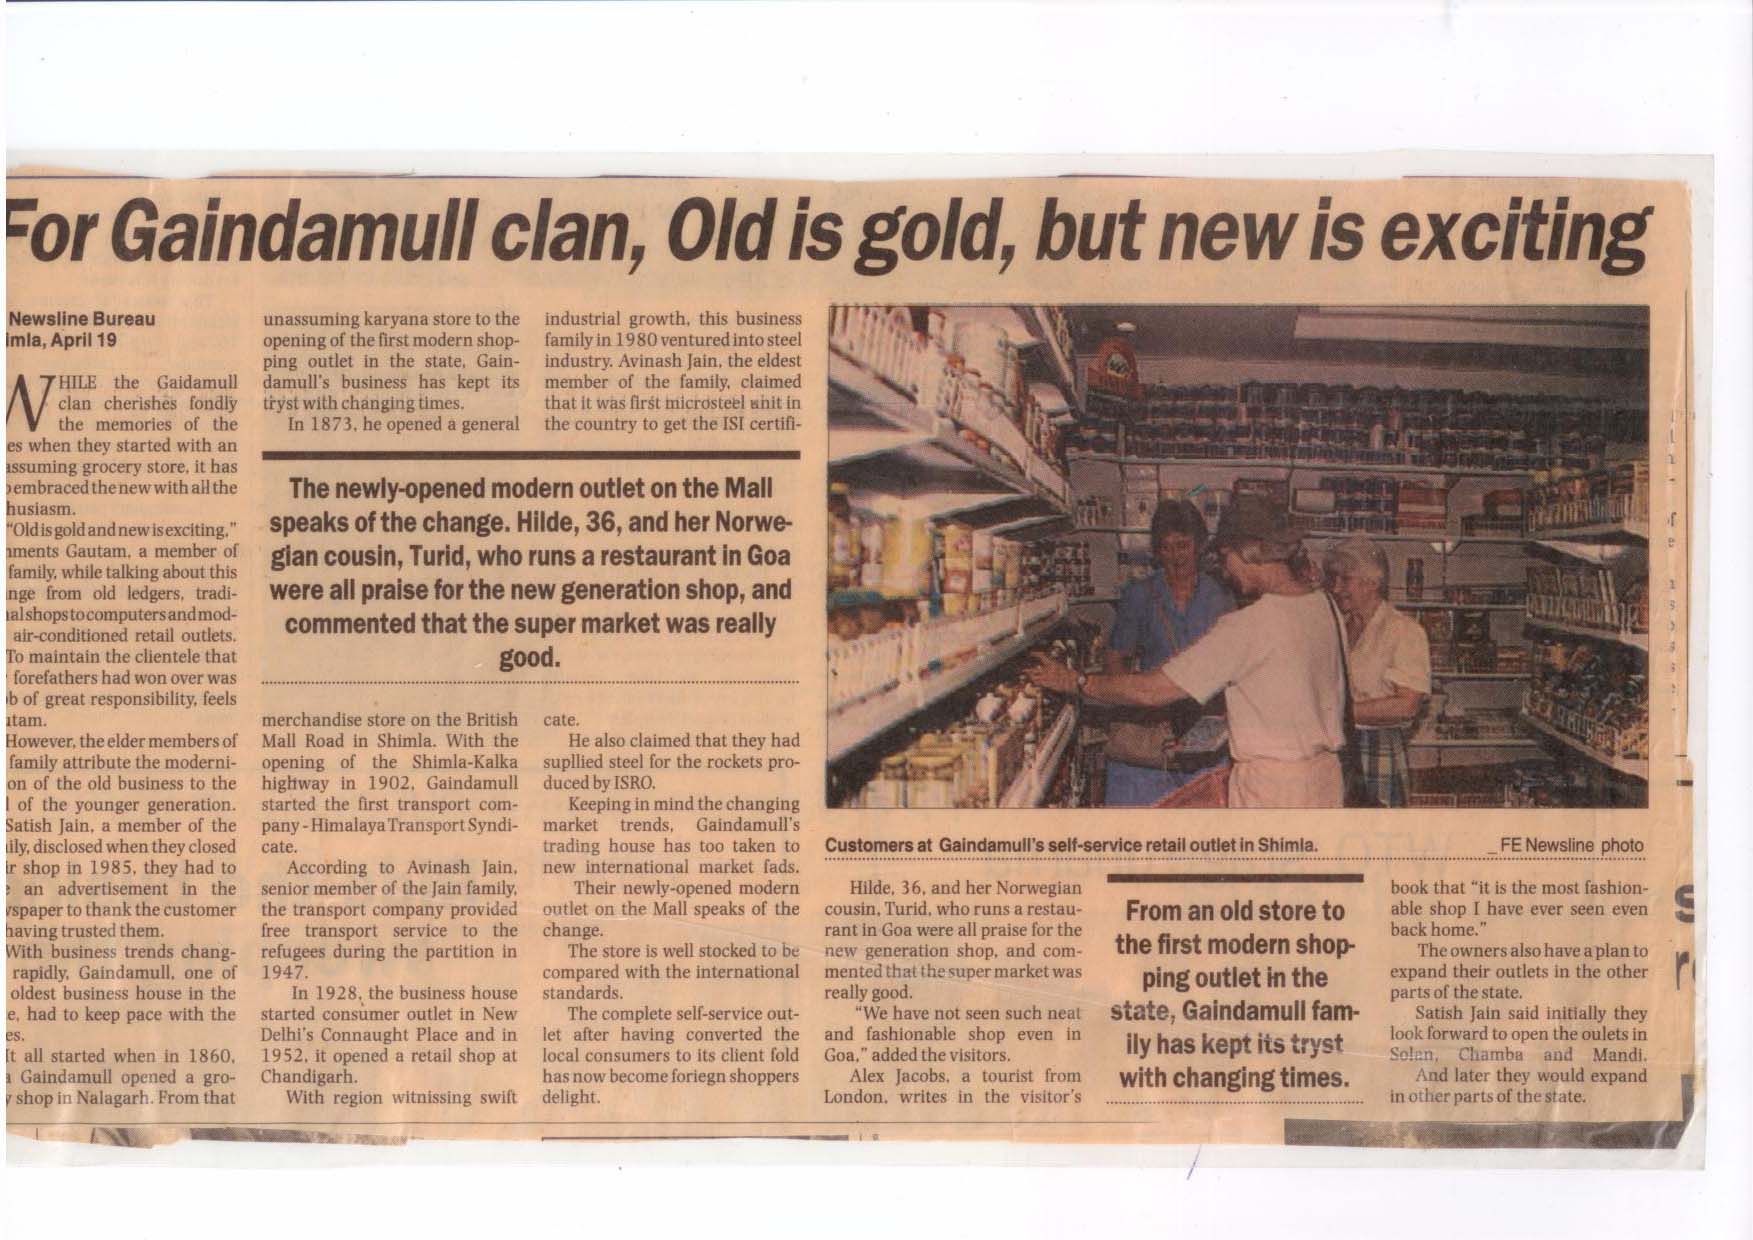 For Gaindamull clan, Old is gold, but new is exciting
Newsline Bureau
imla, April 19
WHILE the Gaidamull
clan cherishes fondly
the memories of the
es when they started with an
assuming grocery store, it has
embraced the new with all the
husiasm.
"Old is gold and new is exciting,"
ments Gautam, a member of
family, while talking about this
nge from old ledgers, tradi-
al shops to computers and mod-
air-conditioned retail outlets.
To maintain the clientele that
forefathers had won over was
b of great responsibility, feels
utam.
However, the elder members of
family attribute the moderni-
on of the old business to the
l of the younger generation.
Satish Jain, a member of the
ily, disclosed when they closed
ir shop in 1985, they had to
e an advertisement in the
wspaper to thank the customer
having trusted them.
With business trends chang-
rapidly, Gaindamull, one of
oldest business house in the
e, had to keep pace with the
es.
It all started when in 1860,
a Gaindamull opened a gro-
y shop in Nalagarh. From that
unassuming karyana store to the
opening of the first modern shop-
ping outlet in the state, Gain-
damull's business has kept its
tryst with changing times.
In 1873, he opened a general
The newly-opened modern outlet on the Mall
speaks of the change. Hilde, 36, and her Norwe-
gian cousin, Turid, who runs a restaurant in Goa
were all praise for the new generation shop, and
commented that the super market was really
good.
merchandise store on the British
Mall Road in Shimla. With the
opening of the Shimla-Kalka
highway in 1902, Gaindamull
started the first transport com-
pany - Himalaya Transport Syndi-
cate.
According to Avinash Jain,
senior member of the Jain family,
the transport company provided
free transport service to the
refugees during the partition in
1947.
In 1928, the business house
started consumer outlet in New
Delhi's Connaught Place and in
1952, it opened a retail shop at
Chandigarh.
With region witnissing swift
industrial growth, this business
family in 1980 ventured into steel
industry. Avinash Jain, the eldest
member of the family, claimed
that it was first microsteel unit in
the country to get the ISI certifi-
cate.
He also claimed that they had
supllied steel for the rockets pro-
duced by ISRO.
Keeping in mind the changing
market trends, Gaindamull's
trading house has too taken to
new international market fads.
Their newly-opened modern
outlet on the Mall speaks of the
change.
The store is well stocked to be
compared with the international
standards.
The complete self-service out-
let after having converted the
local consumers to its client fold
has now become foriegn shoppers
delight.
Customers at Gaindamull's self-service retail outlet in Shimla. _ FE Newsline photo
Hilde, 36, and her Norwegian
cousin, Turid, who runs a restau-
rant in Goa were all praise for the
new generation shop, and com-
mented that the super market was
really good.
"We have not seen such neat
and fashionable shop even in
Goa," added the visitors.
Alex Jacobs, a tourist from
London, writes in the visitor's
From an old store to
the first modern shop-
ping outlet in the
state, Gaindamull fam-
ily has kept its tryst
with changing times.
book that "it is the most fashion-
able shop I have ever seen even
back home."
The owners also have a plan to
expand their outlets in the other
parts of the state.
Satish Jain said initially they
look forward to open the oulets in
Solan, Chamba and Mandi.
And later they would expand
in other parts of the state.